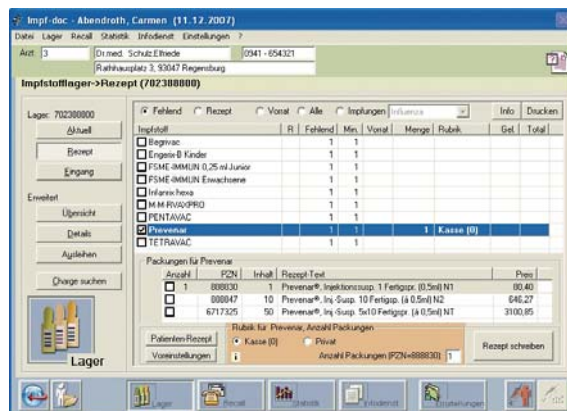 Impf-doc - Abendroth, Carmen (11.12.2007)
Datei Lager Recall Statistik Infodienst Einstellungen ?
Arzt 3 Dr.med. Schulz.Elfriede 0941 - 654321
Rathhausplatz 3, 93047 Regensburg
Impfstofflager->Rezept (702388000)
Lager: 702388000
Aktuell
Rezept
Eingang
Erweitert
Übersicht
Details
Ausleihen
Charge suchen
Lager
Fehlend Rezept Vorrat Alle Impfungen Influenza Info Drucken
Impfstoff R Fehlend Min. Vorrat Menge Rubrik Gel. Total
Begrivac 1 1
Engerix-B Kinder 1 1
FSME-IMMUN 0,25 ml Junior 1 1
FSME-IMMUN Erwachsene 1 1
Infanrix hexa 1 1
M-M-RVAXPRO 1 1
PENTAVAC 1 1
Prevenar 1 1 1 Kasse (0)
TETRAVAC 1 1
Packungen für Prevenar
Anzahl PZN Inhalt Rezept-Text Preis
1 888830 1 Prevenar®, Injektionssusp. 1 Fertigspr. (0,5ml) N1 80,40
888847 10 Prevenar®, Inj.-Susp. 10 Fertigspr. (à 0,5ml) N2 646,27
6717325 50 Prevenar®, Inj.-Susp. 5x10 Fertigspr. (à 0,5ml) NT 3100,85
Patienten-Rezept
Voreinstellungen
Rubrik für Prevenar, Anzahl Packungen
Kasse (0) Privat
i Anzahl Packungen (PZN=888830) 1
Rezept schreiben
Lager Recall Statistik Infodienst Einstellungen